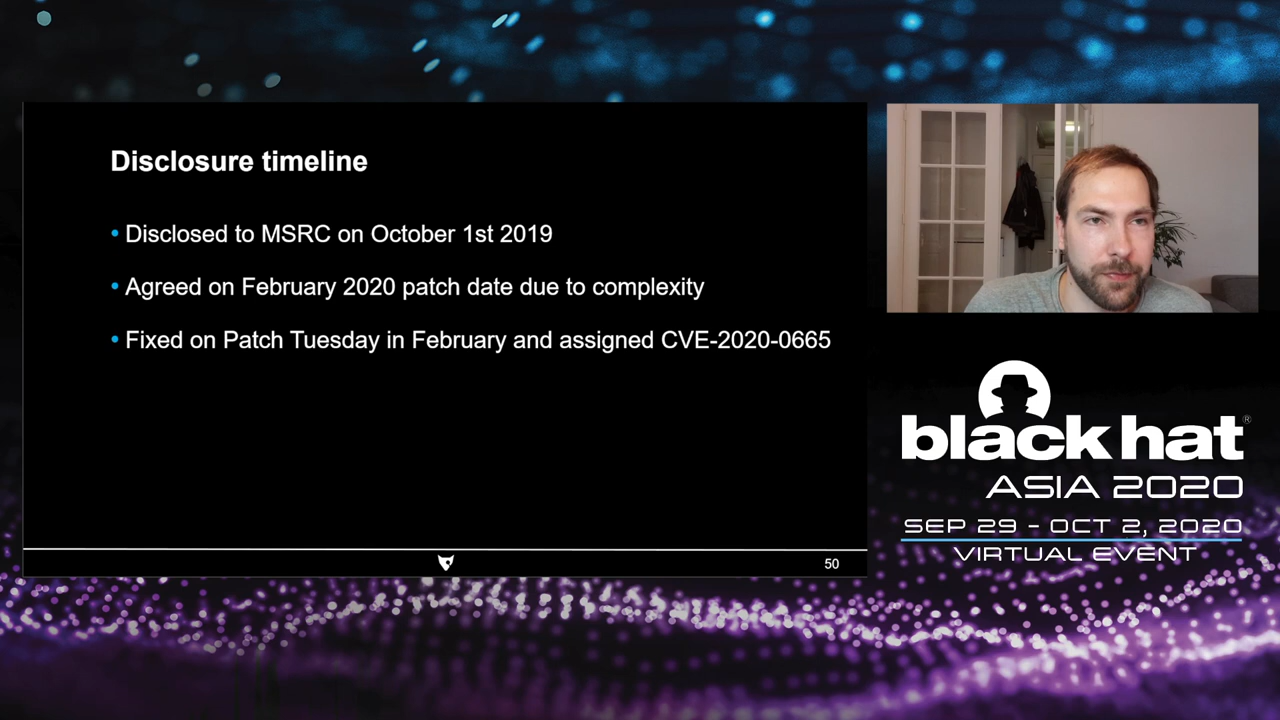 Disclosure timeline
• Disclosed to MSRC on October 1st 2019
• Agreed on February 2020 patch date due to complexity
• Fixed on Patch Tuesday in February and assigned CVE-2020-0665
50
black hat®
ASIA 2020
SEP 29 - OCT 2, 2020
VIRTUAL EVENT